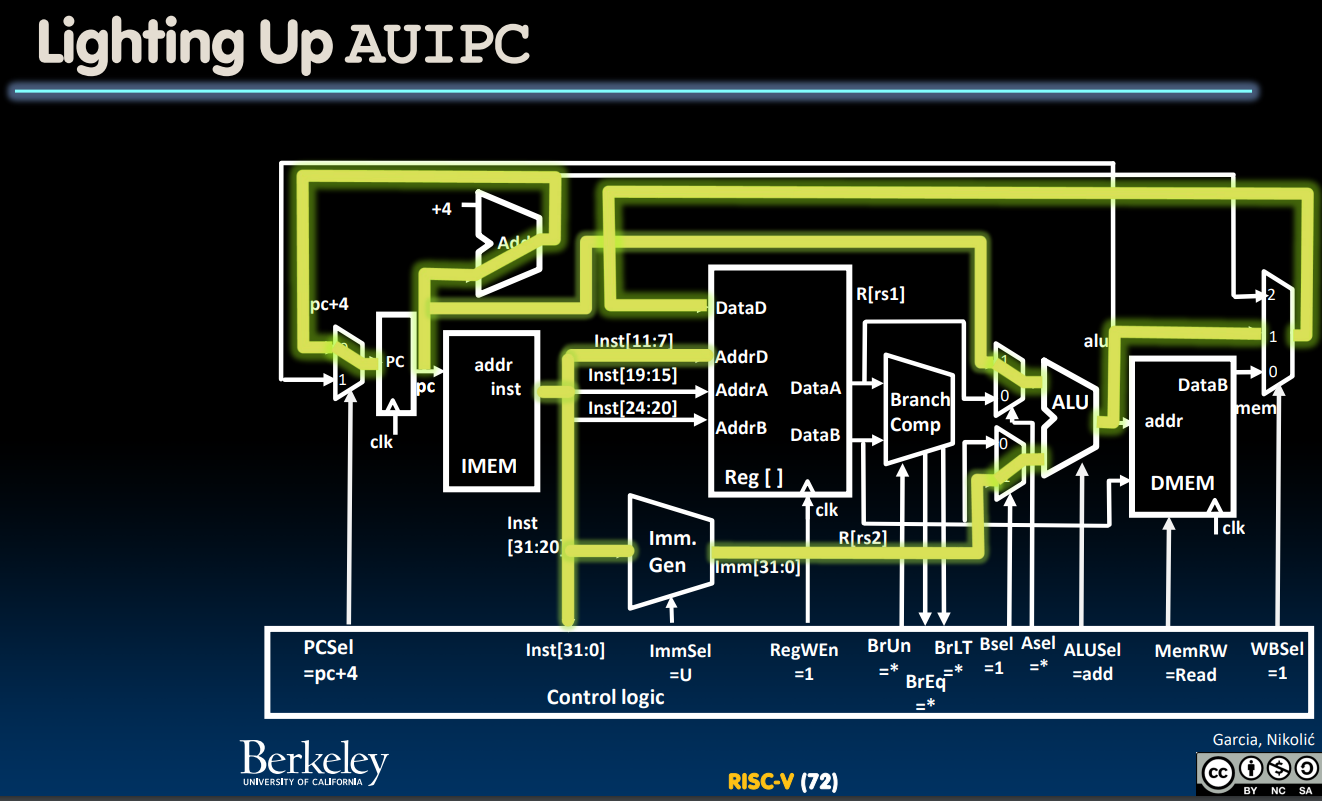 Lighting Up AUIPC
+4
Add
pc+4
0
1
PC
pc
clk
addr
inst
IMEM
Inst[11:7]
Inst[19:15]
Inst[24:20]
DataD
AddrD
AddrA
AddrB
DataA
DataB
Reg [ ]
clk
R[rs1]
R[rs2]
Branch
Comp
1
0
0
1
ALU
alu
addr
DataB
DMEM
clk
mem
2
1
0
Inst
[31:20]
Imm.
Gen
Imm[31:0]
PCSel
=pc+4
Inst[31:0]
ImmSel
=U
RegWEn
=1
BrUn
=*
BrEq
=*
BrLT
=*
Bsel
=1
Asel
=*
ALUSel
=add
MemRW
=Read
WBSel
=1
Control logic
Berkeley
UNIVERSITY OF CALIFORNIA
RISC-V (72)
Garcia, Nikolić
cc
BY NC SA